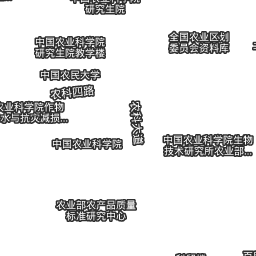 研究生院
中国农业科学院
研究生院教学楼
全国农业区划
委员会资料库
中国农民大学
农科四路
农业科学院作物
水与抗灾减损...
中国农业科学院
中国农业科学院生物
技术研究所农业部...
农业部农产品质量
标准研究中心